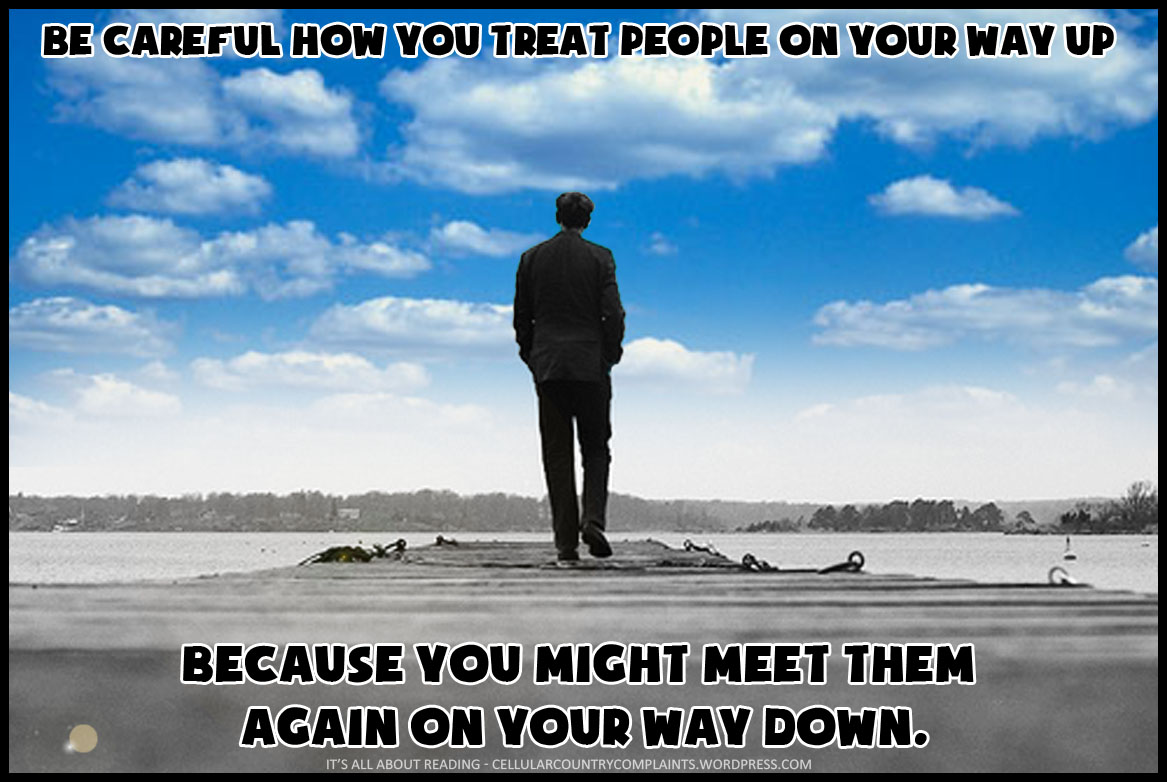 BE CAREFUL HOW YOU TREAT PEOPLE ON YOUR WAY UP
BECAUSE YOU MIGHT MEET THEM
AGAIN ON YOUR WAY DOWN.
IT'S ALL ABOUT READING - CELLULARCOUNTRYCOMPLAINTS.WORDPRESS.COM